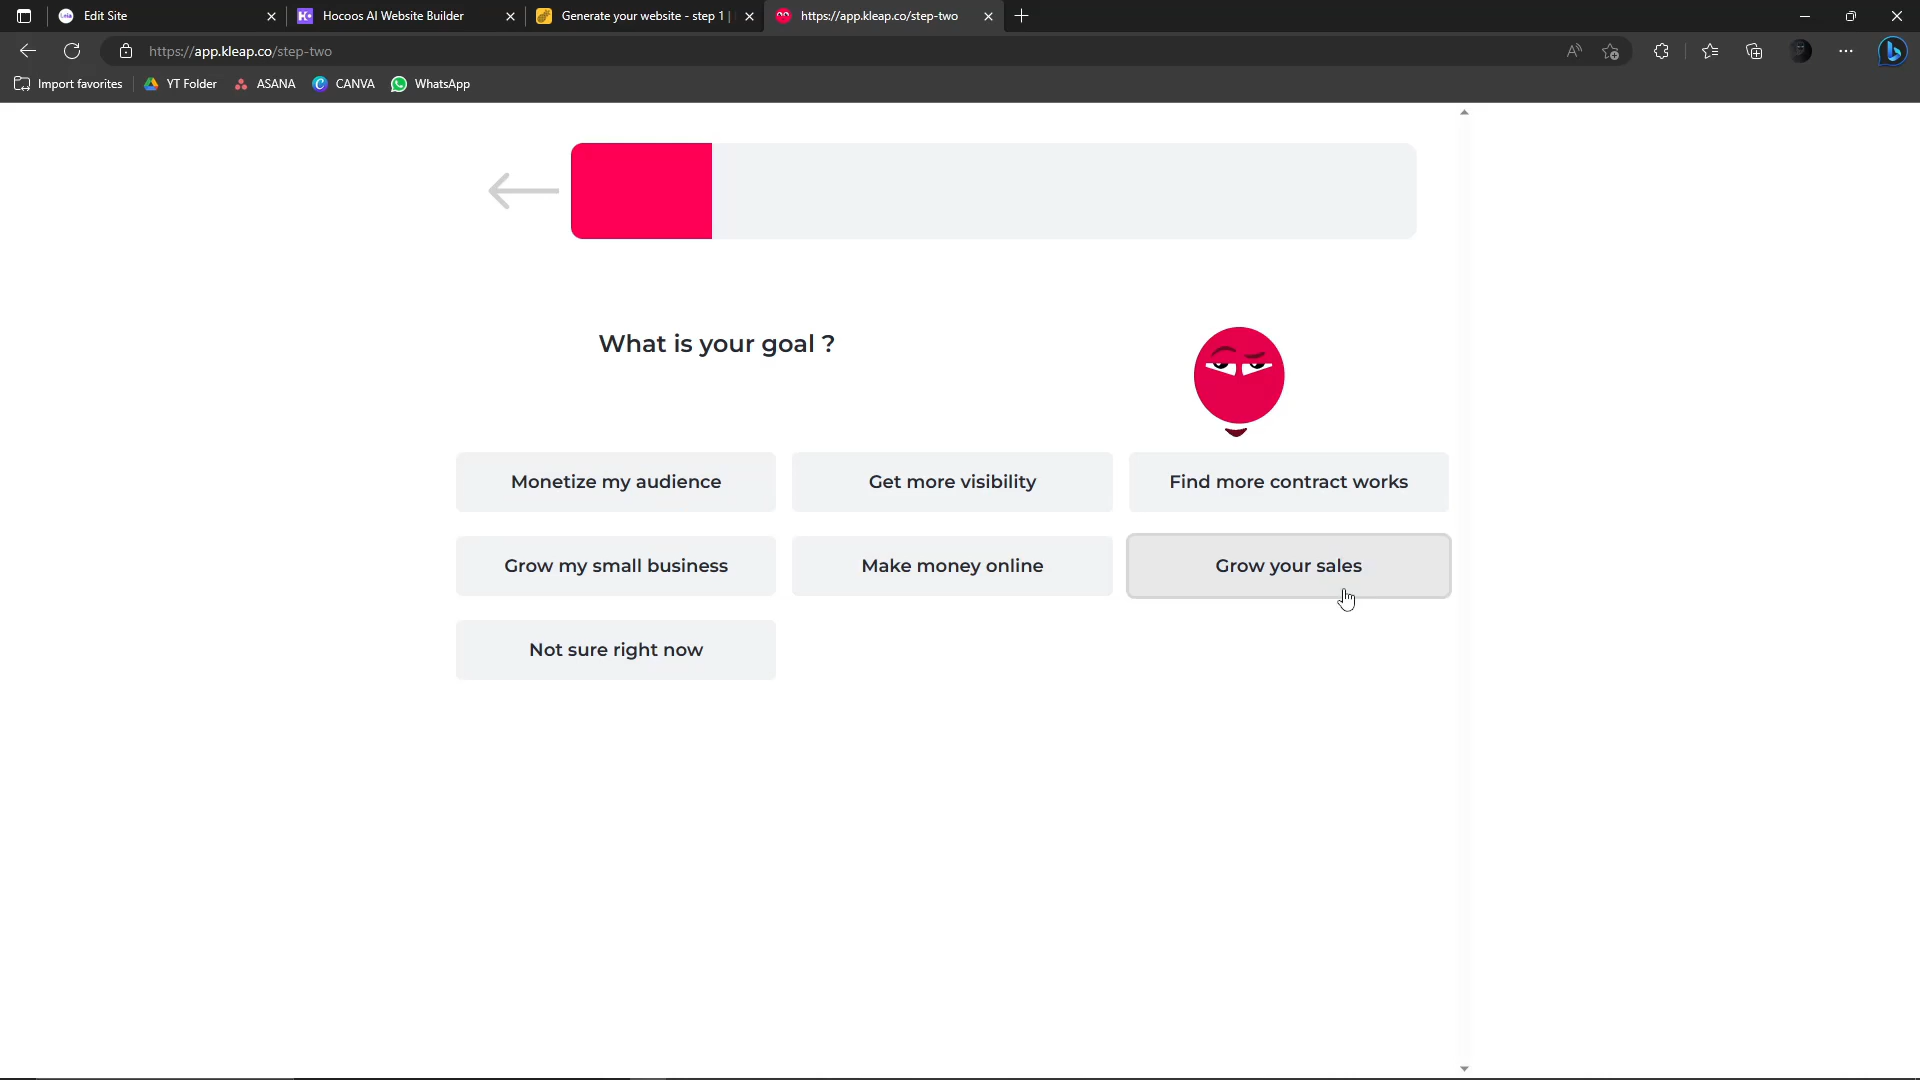 Edit Site
Hocoos AI Website Builder
Generate your website - step 1 |
https://app.kleap.co/step-two
https://app.kleap.co/step-two
Import favorites
YT Folder
ASANA
CANVA
WhatsApp
What is your goal ?
Monetize my audience
Get more visibility
Find more contract works
Grow my small business
Make money online
Grow your sales
Not sure right now